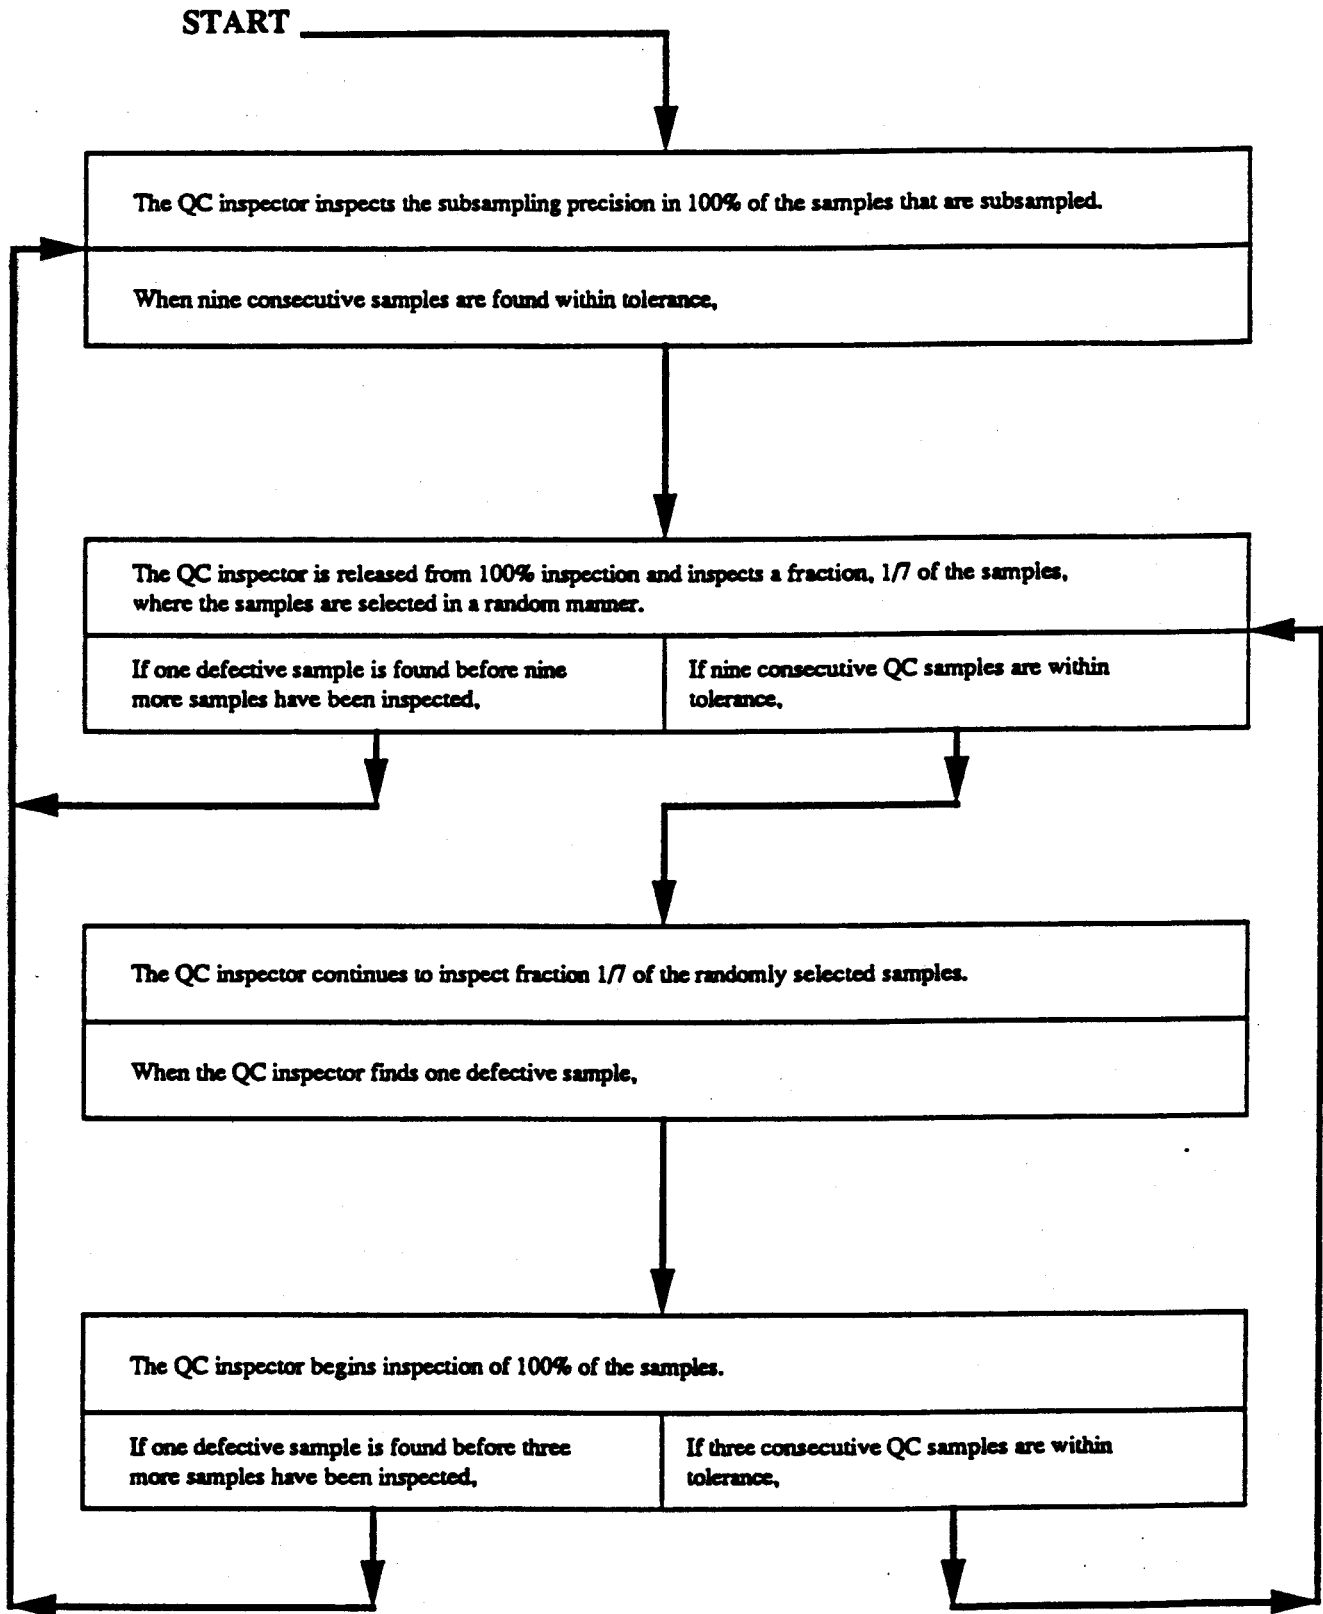 START
The QC inspector inspects the subsampling precision in 100% of the samples that are subsampled.
When nine consecutive samples are found within tolerance,
The QC inspector is released from 100% inspection and inspects a fraction, 1/7 of the samples,
where the samples are selected in a random manner.
If one defective sample is found before nine
more samples have been inspected,
If nine consecutive QC samples are within
tolerance,
The QC inspector continues to inspect fraction 1/7 of the randomly selected samples.
When the QC inspector finds one defective sample,
The QC inspector begins inspection of 100% of the samples.
If one defective sample is found before three
more samples have been inspected,
If three consecutive QC samples are within
tolerance,